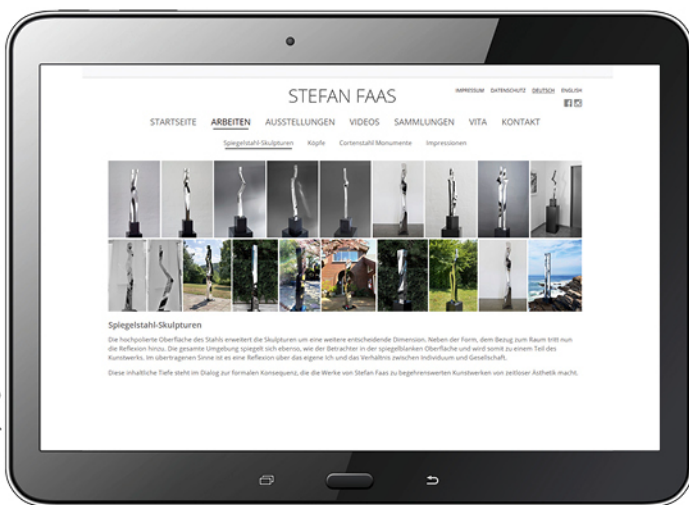 STEFAN FAAS
IMPRESSUM DATENSCHUTZ DEUTSCH ENGLISH
STARTSEITE ARBEITEN AUSSTELLUNGEN VIDEOS SAMMLUNGEN VITA KONTAKT
Spiegelstahl-Skulpturen Köpfe Cortenstahl Monumente Impressionen
Spiegelstahl-Skulpturen
Die hochpolierte Oberfläche des Stahls erweitert die Skulpturen um eine weitere entscheidende Dimension. Neben der Form, dem Bezug zum Raum tritt nun
die Reflexion hinzu. Die gesamte Umgebung spiegelt sich ebenso, wie der Betrachter in der spiegelblanken Oberfläche und wird somit zu einem Teil des
Kunstwerks. Im übertragenen Sinne ist es eine Reflexion über das eigene Ich und das Verhältnis zwischen Individuum und Gesellschaft.
Diese inhaltliche Tiefe steht im Dialog zur formalen Konsequenz, die die Werke von Stefan Faas zu begehrenswerten Kunstwerken von zeitloser Ästhetik macht.